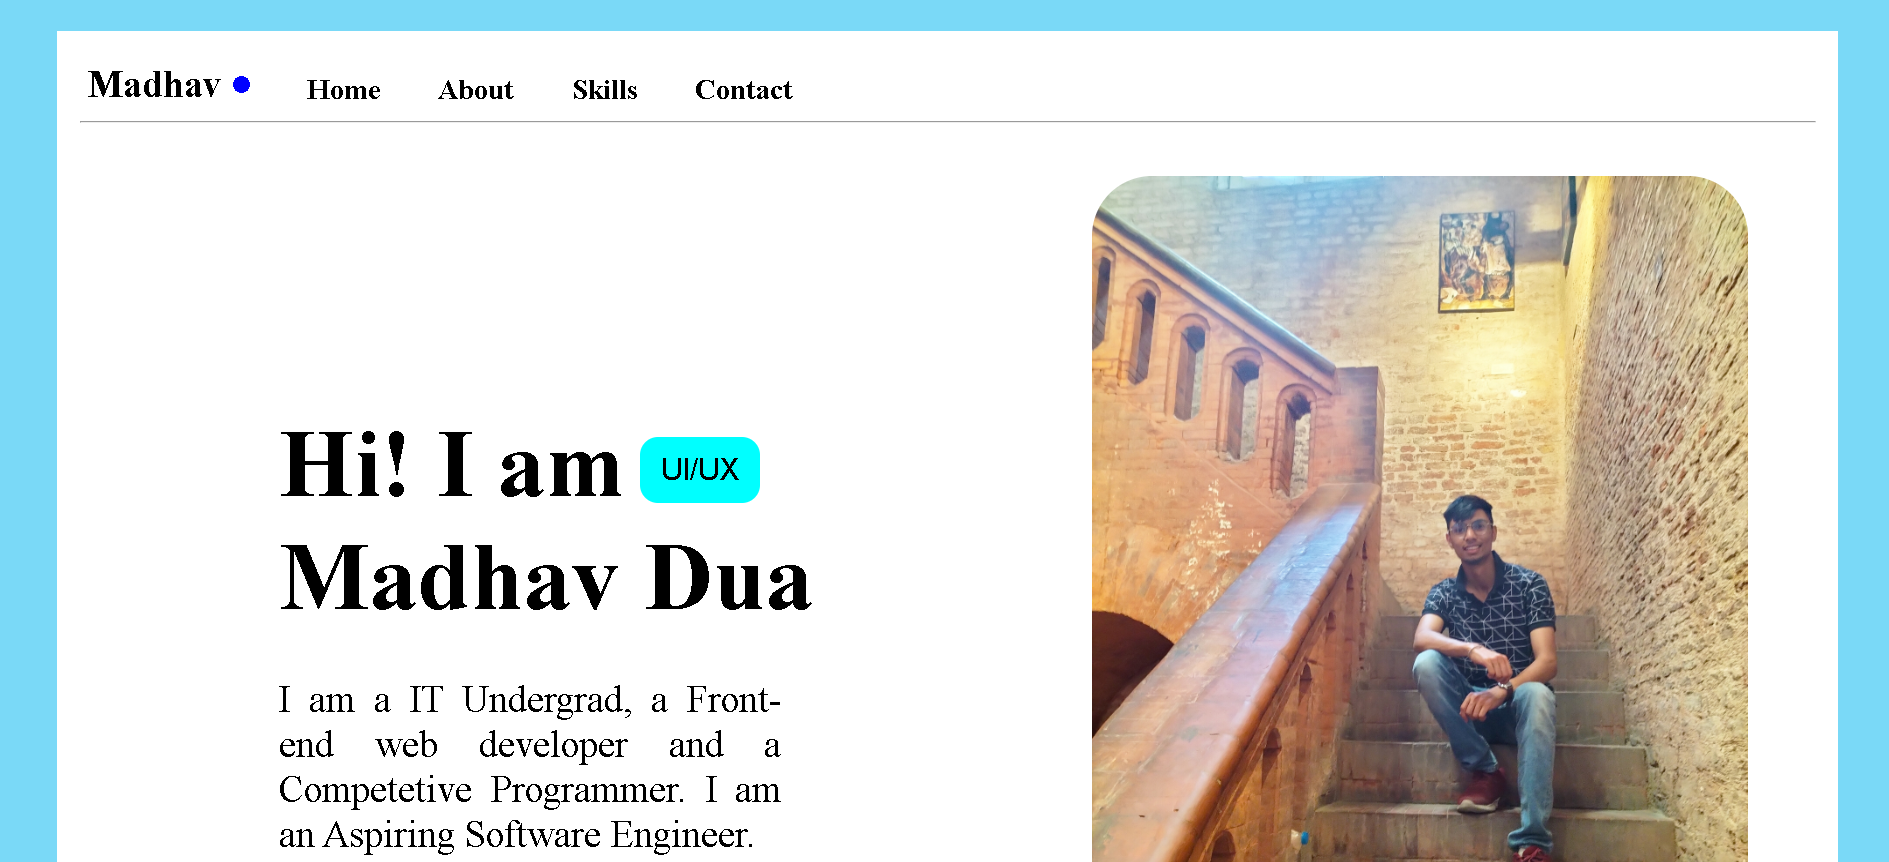 Madhav
Home About Skills Contact
Hi! I am UI/UX
Madhav Dua
I am a IT Undergrad, a Front-
end web developer and a
Competetive Programmer. I am
an Aspiring Software Engineer.